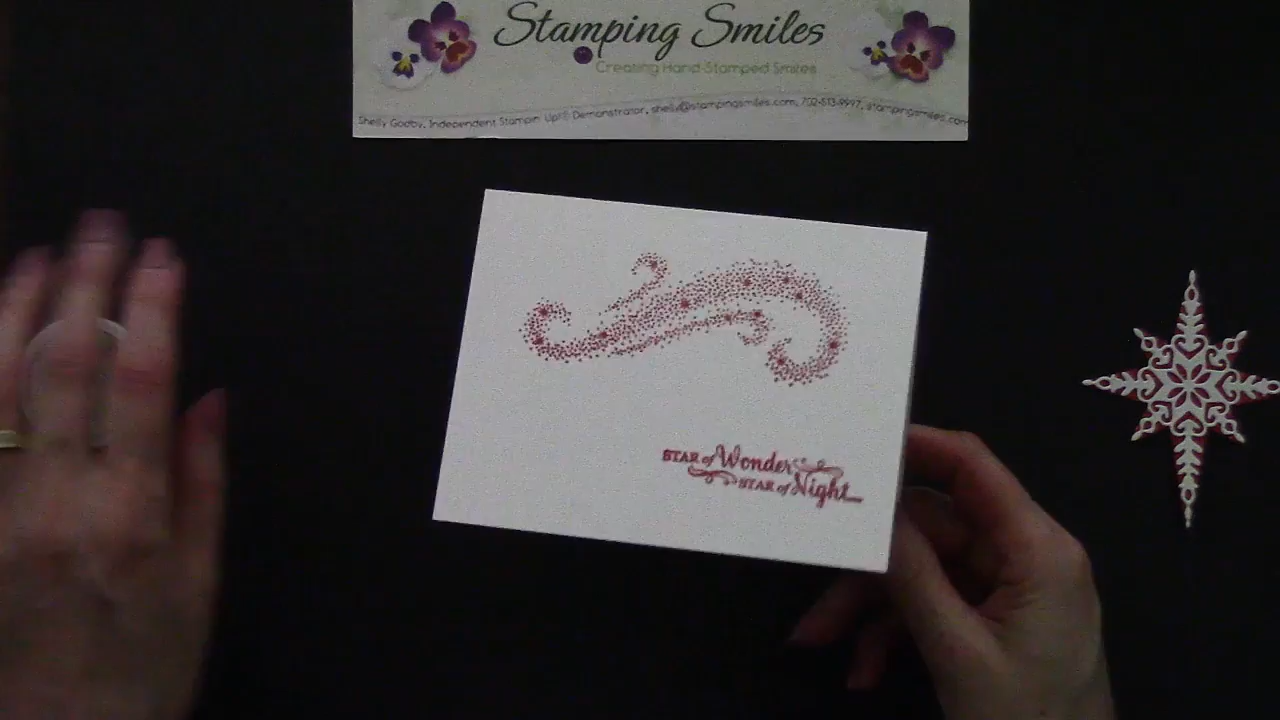 Stamping Smiles
Creating Hand-Stamped Smiles
Shelly Godby, Independent Stampin' Up!® Demonstrator, shelly@stampingsmiles.com, 702-513-9997, stampingsmiles.com
STAR of Wonder
STAR of Night